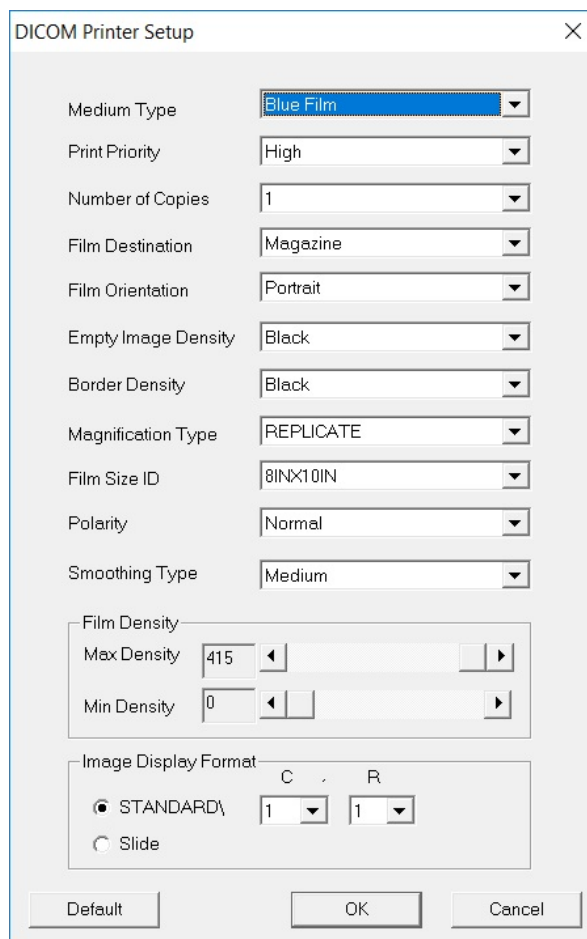 DICOM Printer Setup
Medium Type Blue Film
Print Priority High
Number of Copies 1
Film Destination Magazine
Film Orientation Portrait
Empty Image Density Black
Border Density Black
Magnification Type REPLICATE
Film Size ID 8INX10IN
Polarity Normal
Smoothing Type Medium
Film Density
Max Density 415
Min Density 0
Image Display Format
C , R
STANDARD\ 1 1
Slide
Default OK Cancel